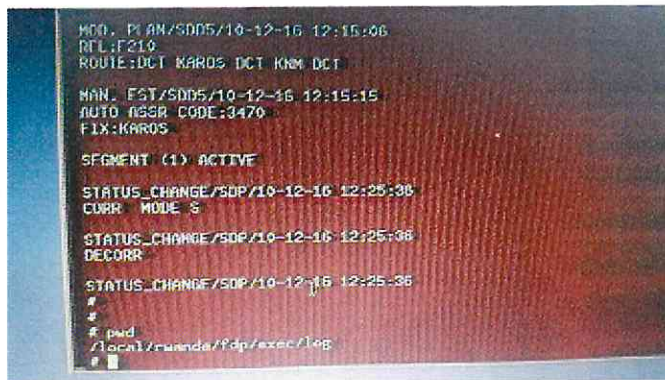 MOD. PLAN/SDD5/10-12-16 12:15:06
RFL:F210
ROUTE:DCT KAROS DCT KNM DCT
MAN. EST/SDD5/10-12-16 12:15:15
AUTO ASSR CODE:3470
FIX:KAROS
SEGMENT (1) ACTIVE
STATUS_CHANGE/SDP/10-12-16 12:25:36
CORR MODE S
STATUS_CHANGE/SDP/10-12-16 12:25:36
DECORR
STATUS_CHANGE/SDP/10-12-16 12:25:36
#
#
# pwd
/local/rwanda/fdp/exec/log
#